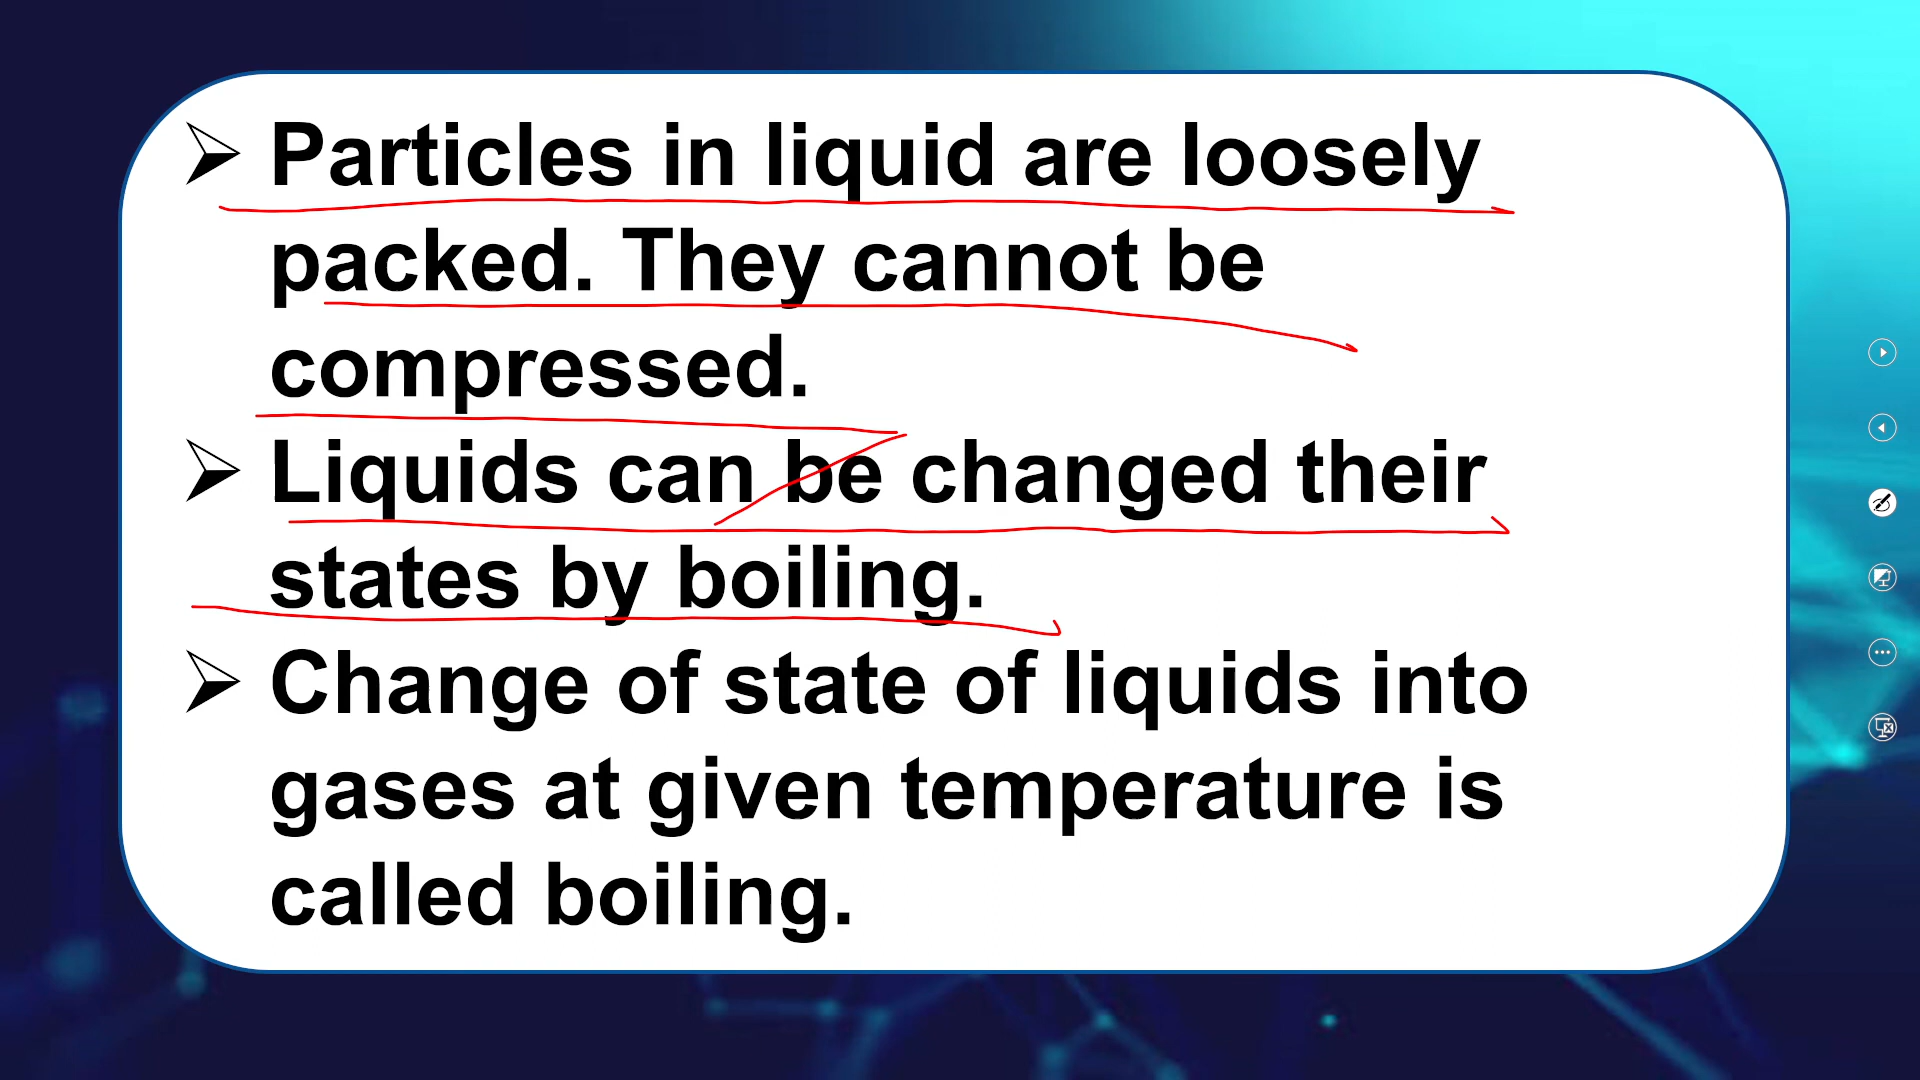 Particles in liquid are loosely
packed. They cannot be
compressed.
Liquids can be changed their
states by boiling.
Change of state of liquids into
gases at given temperature is
called boiling.